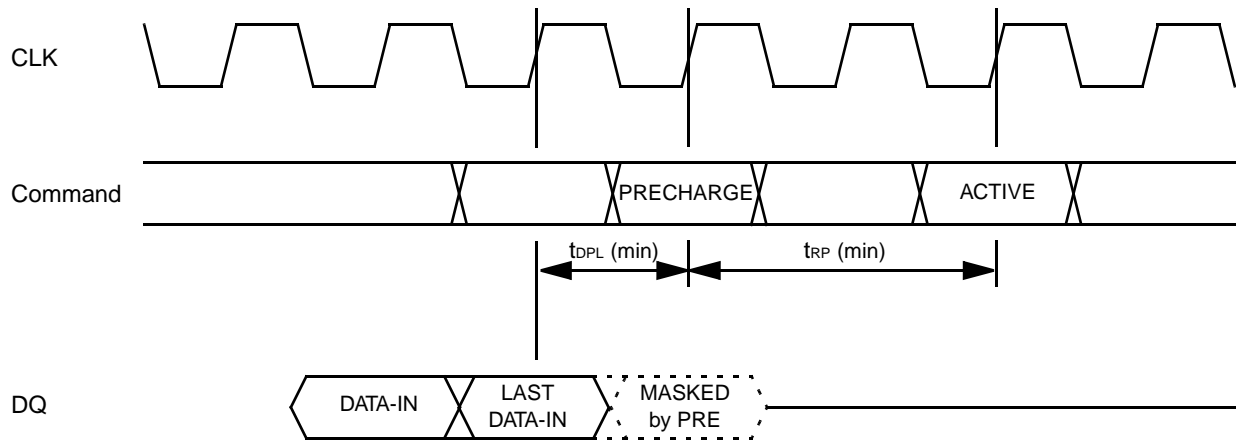 CLK
Command
PRECHARGE
ACTIVE
tDPL (min)
tRP (min)
DQ
DATA-IN
LAST
DATA-IN
MASKED
by PRE